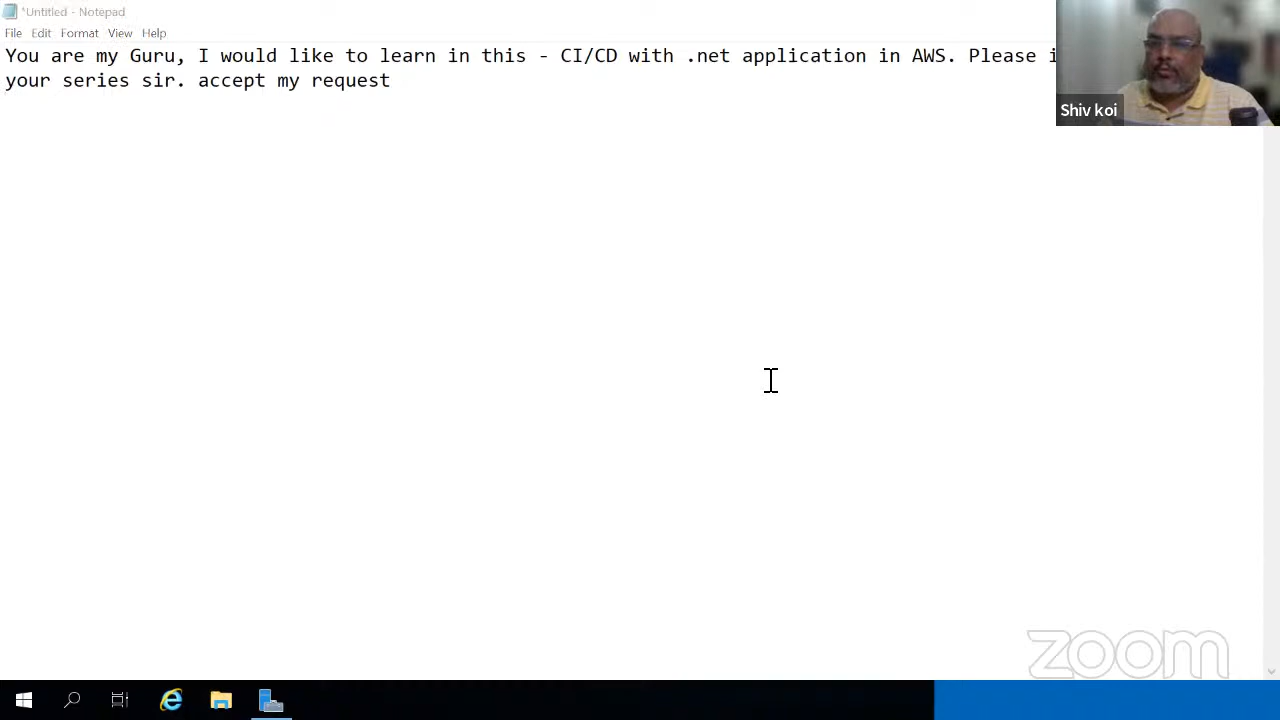 *Untitled - Notepad
File Edit Format View Help
You are my Guru, I would like to learn in this - CI/CD with .net application in AWS. Please
your series sir. accept my request
Shiv koi
zoom